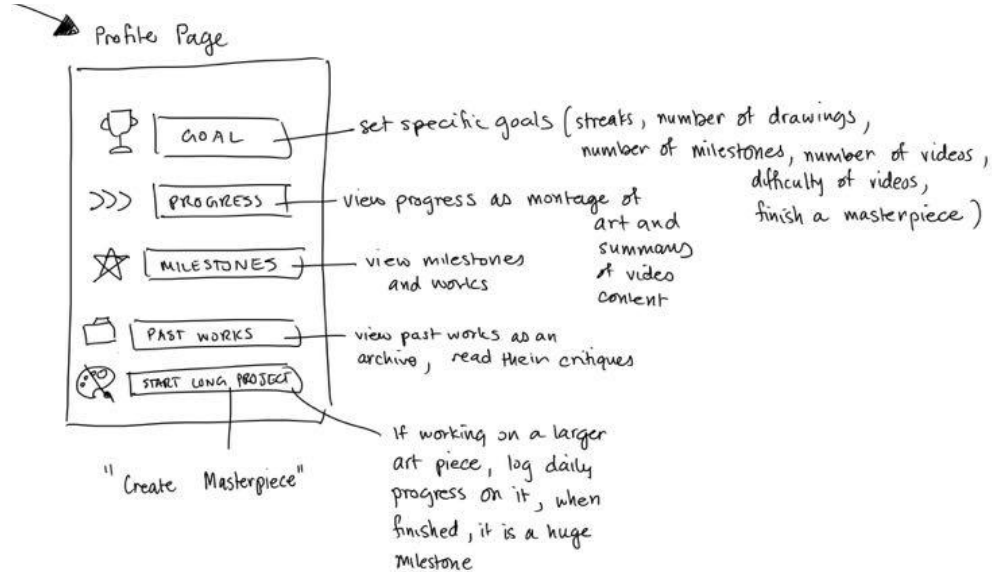 Profile Page
GOAL
set specific goals (streaks, number of drawings,
number of milestones, number of videos,
difficulty of videos,
finish a masterpiece)
PROGRESS
view progress as montage of
art and
summary
of video
content
MILESTONES
view milestones
and works
PAST WORKS
view past works as an
archive, read their critiques
START LONG PROJECT
"Create Masterpiece"
If working on a larger
art piece, log daily
progress on it, when
finished, it is a huge
milestone